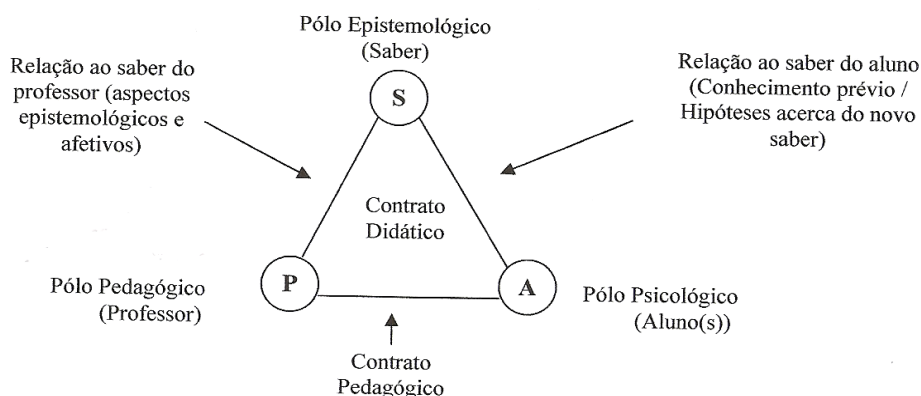 Pólo Epistemológico
(Saber)
Relação ao saber do
professor (aspectos
epistemológicos e
afetivos)
Relação ao saber do aluno
(Conhecimento prévio /
Hipóteses acerca do novo
saber)
S
Contrato
Didático
P
A
Pólo Pedagógico
(Professor)
Pólo Psicológico
(Aluno(s))
Contrato
Pedagógico